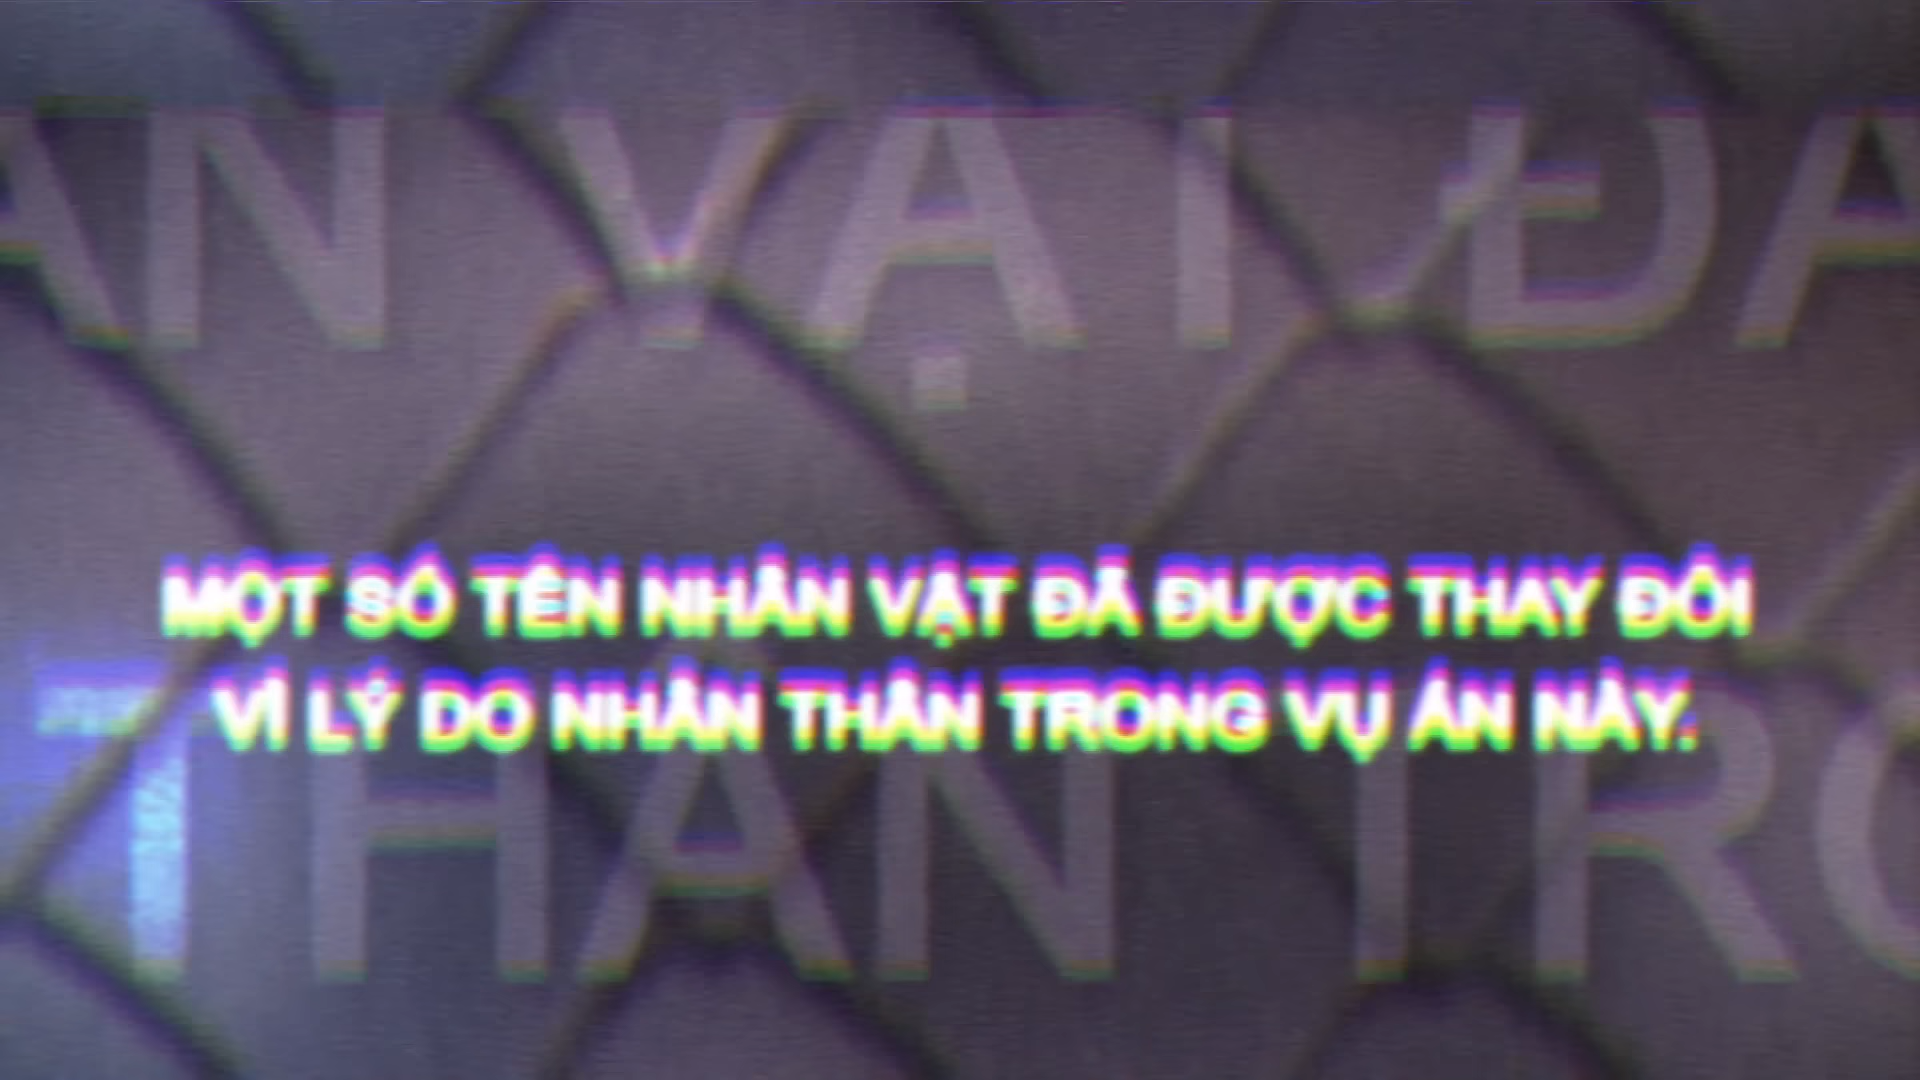 MỘT SỐ TÊN NHÂN VẬT ĐÃ ĐƯỢC THAY ĐỔI
VÌ LÝ DO NHÂN THÂN TRONG VỤ ÁN NÀY.